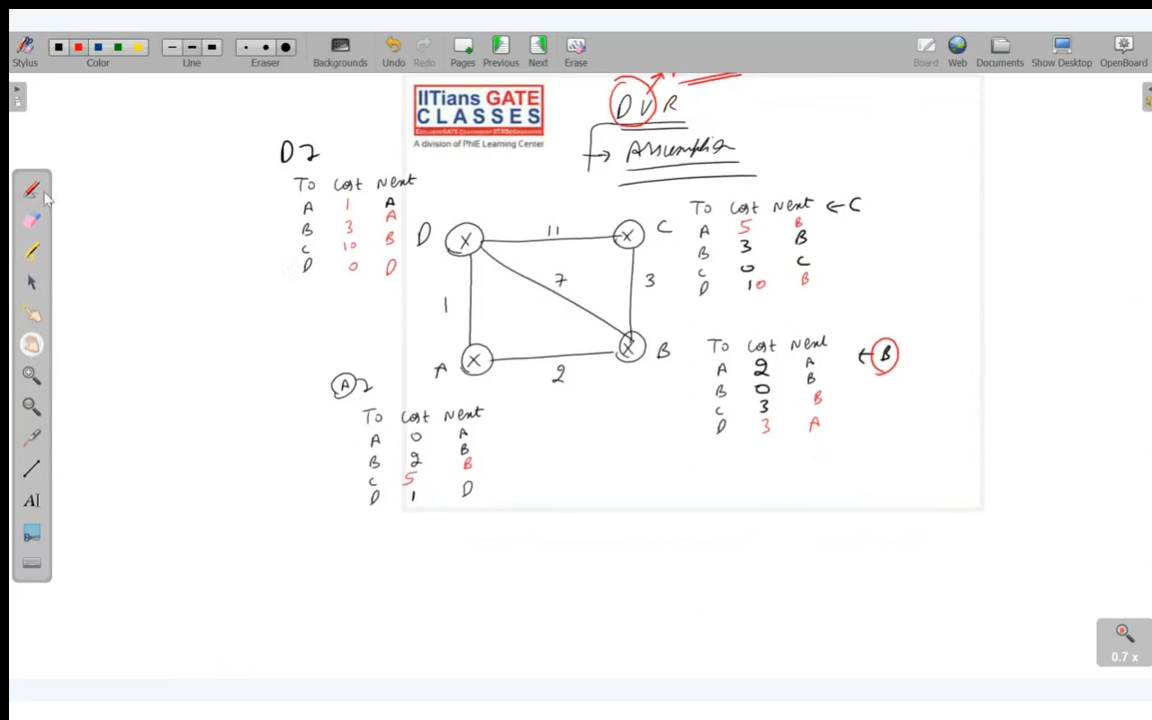 Stylus
Color
Line
Eraser
Backgrounds
Undo
Redo
Pages
Previous
Next
Erase
Board
Web
Documents
Show Desktop
OpenBoard
IITians GATE
CLASSES
A division of PhIE Learning Center
DVR
→ Assumption
D
To Cost Next
A 1 A
B 3 A
C 10 B
D 0 D
D
11
C
1
7
3
A
2
B
To Cost Next ← C
A 5 B
B 3 B
C 0 C
D 10 B
To Cost Next ← B
A 2 A
B 0 B
C 3 B
D 3 A
A
To Cost Next
A 0 A
B 2 B
C 5 B
D 1 D
AI
0.7 x